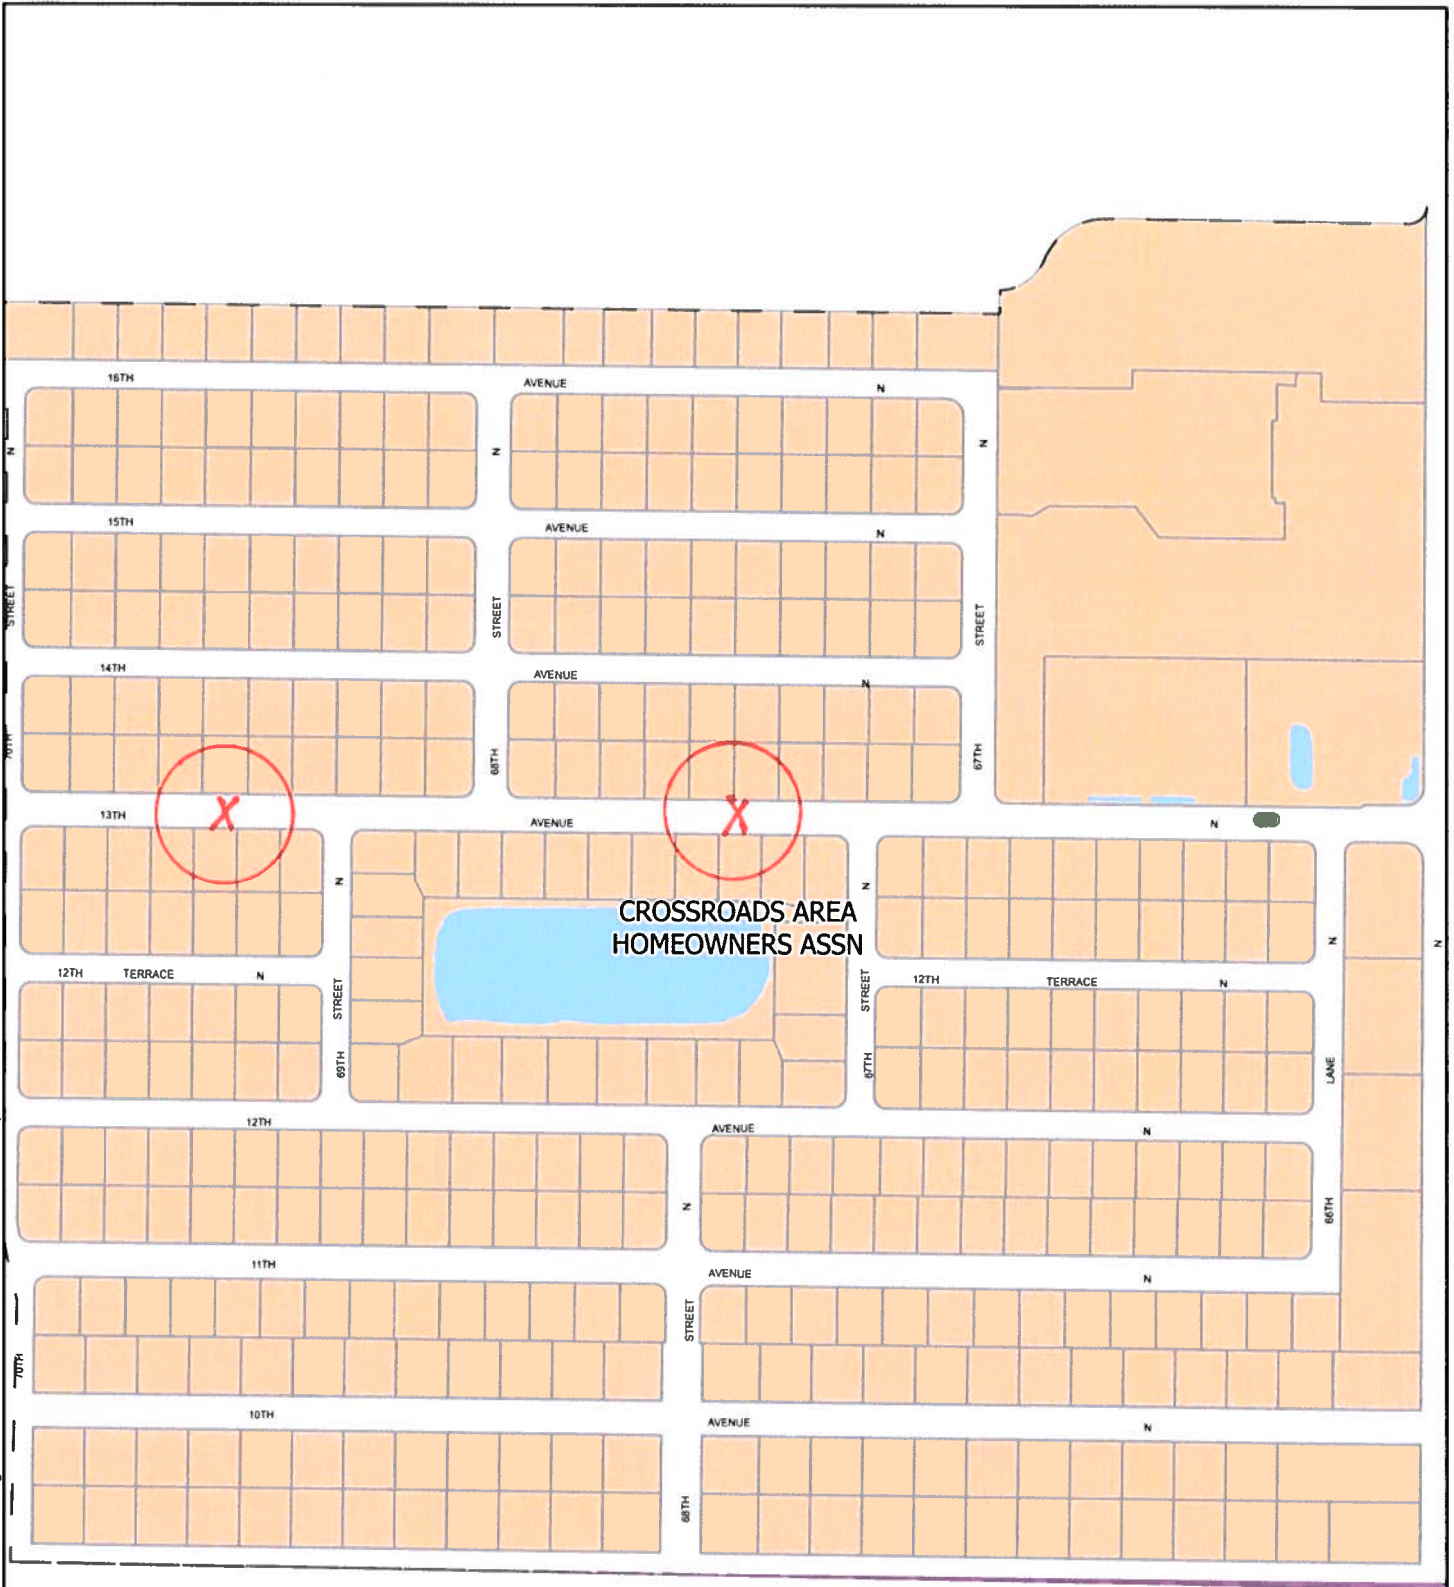 16TH AVENUE N
N
N
N
15TH AVENUE N
STREET
STREET
STREET
14TH AVENUE N
70TH
68TH
67TH
X X
13TH AVENUE N
N
N
N
N
CROSSROADS AREA
HOMEOWNERS ASSN
12TH TERRACE N
12TH TERRACE N
STREET
STREET
69TH
67TH
LANE
12TH AVENUE N
N
66TH
11TH AVENUE N
STREET
70TH
10TH AVENUE N
68TH